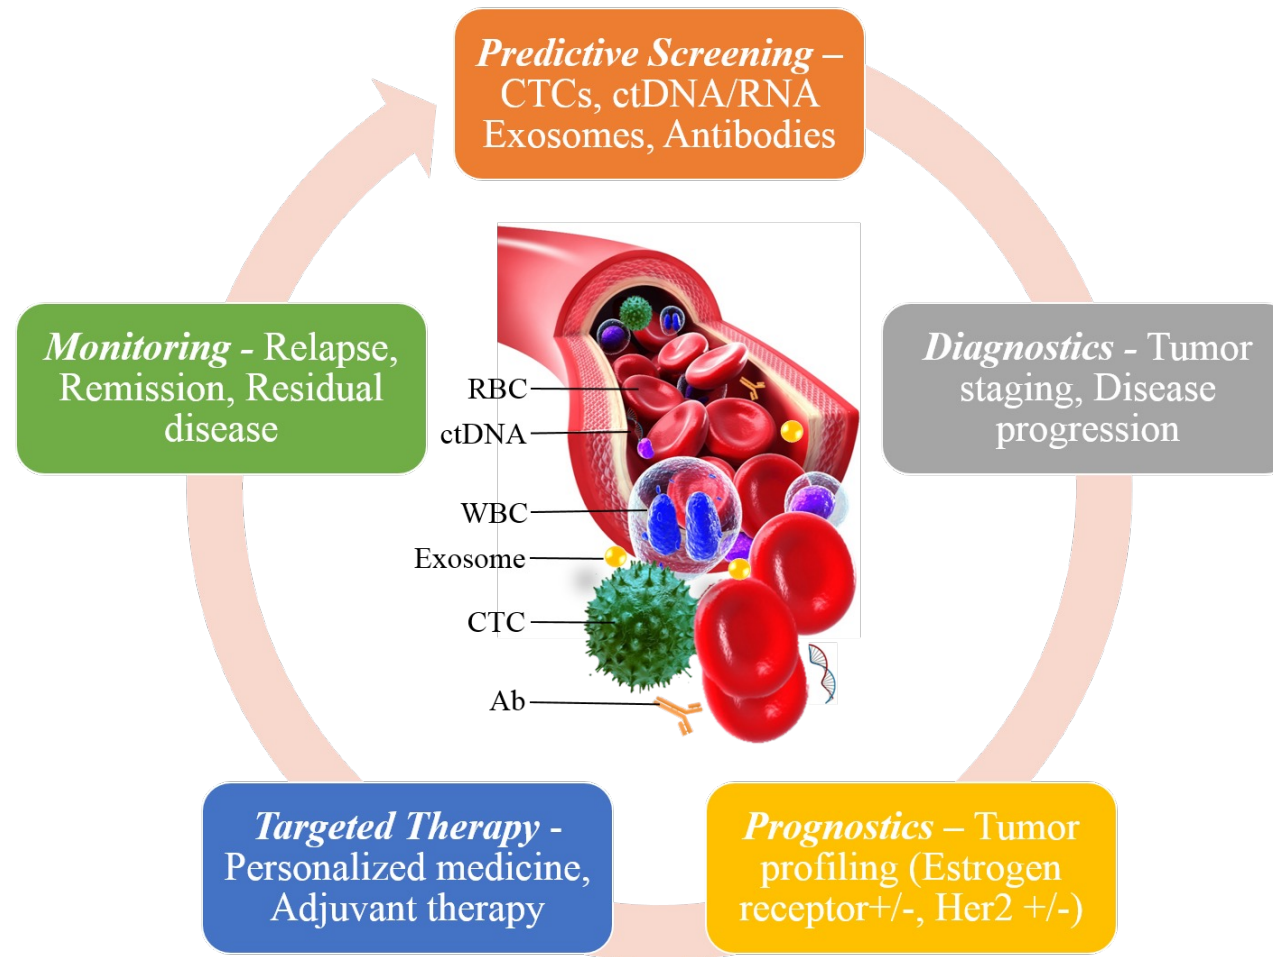 Predictive Screening –
CTCs, ctDNA/RNA
Exosomes, Antibodies
Monitoring - Relapse,
Remission, Residual
disease
Diagnostics - Tumor
staging, Disease
progression
RBC
ctDNA
WBC
Exosome
CTC
Ab
Targeted Therapy -
Personalized medicine,
Adjuvant therapy
Prognostics – Tumor
profiling (Estrogen
receptor+/-, Her2 +/-)